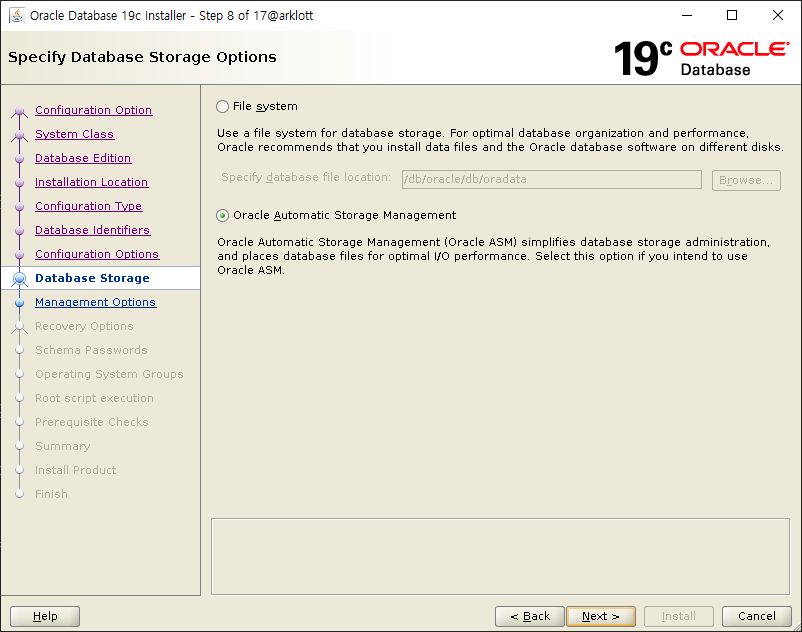 Oracle Database 19c Installer - Step 8 of 17@arklott
Specify Database Storage Options
19c ORACLE
Database
Configuration Option
System Class
Database Edition
Installation Location
Configuration Type
Database Identifiers
Configuration Options
Database Storage
Management Options
Recovery Options
Schema Passwords
Operating System Groups
Root script execution
Prerequisite Checks
Summary
Install Product
Finish
File system
Use a file system for database storage. For optimal database organization and performance,
Oracle recommends that you install data files and the Oracle database software on different disks.
Specify database file location: /db/oracle/db/oradata Browse...
Oracle Automatic Storage Management
Oracle Automatic Storage Management (Oracle ASM) simplifies database storage administration,
and places database files for optimal I/O performance. Select this option if you intend to use
Oracle ASM.
Help < Back Next > Install Cancel